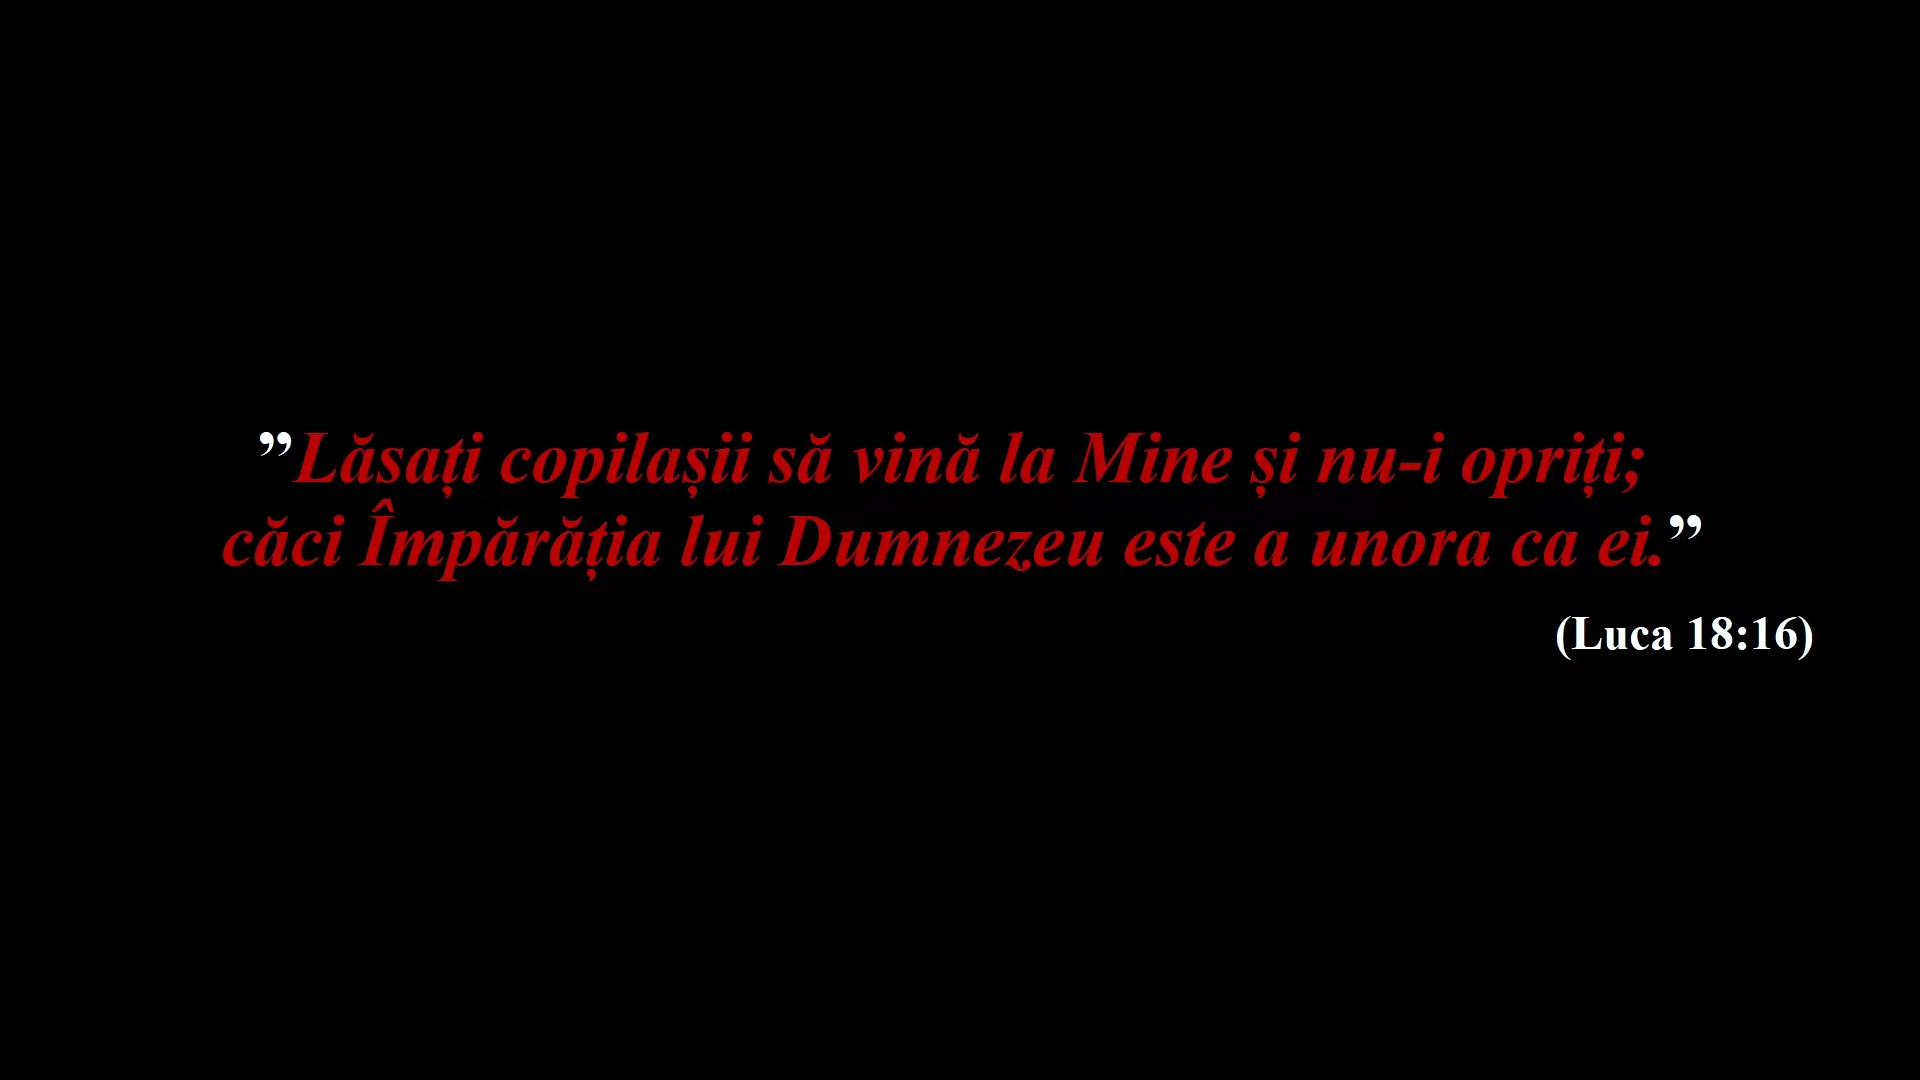 ”Lăsați copilașii să vină la Mine și nu-i opriți;
căci Împărăția lui Dumnezeu este a unora ca ei.”
(Luca 18:16)